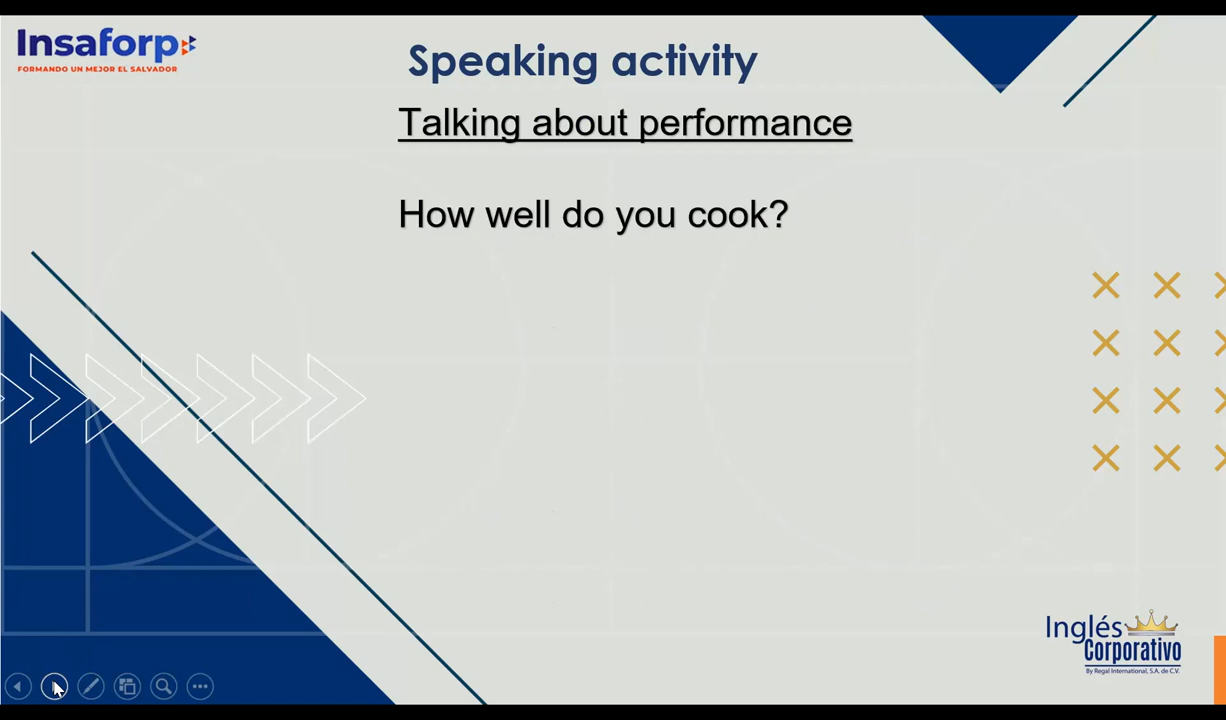 Insaforp
FORMANDO UN MEJOR EL SALVADOR
Speaking activity
Talking about performance
How well do you cook?
Inglés
Corporativo
By Regal International, S.A. de C.V.